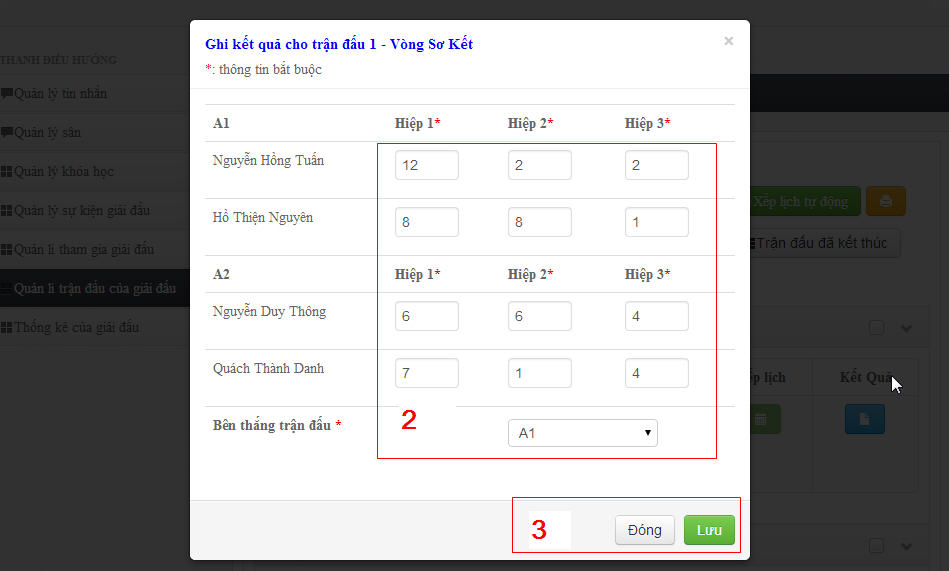 Ghi kết quả cho trận đấu 1 - Vòng Sơ Kết
×
*: thông tin bắt buộc
A1 Hiệp 1* Hiệp 2* Hiệp 3*
Nguyễn Hồng Tuấn 12 2 2
Hồ Thiện Nguyên 8 8 1
A2 Hiệp 1* Hiệp 2* Hiệp 3*
Nguyễn Duy Thông 6 6 4
Quách Thành Danh 7 1 4
Bên thắng trận đấu * A1
2
3
Đóng Lưu
THANH ĐIỀU HƯỚNG
Quản lý tin nhắn
Quản lý sân
Quản lý khóa học
Quản lý sự kiện giải đấu
Quản lí tham gia giải đấu
Quản lí trận đấu của giải đấu
Thống kê của giải đấu
Xếp lịch tự động
Trận đấu đã kết thúc
lịch Kết Quả